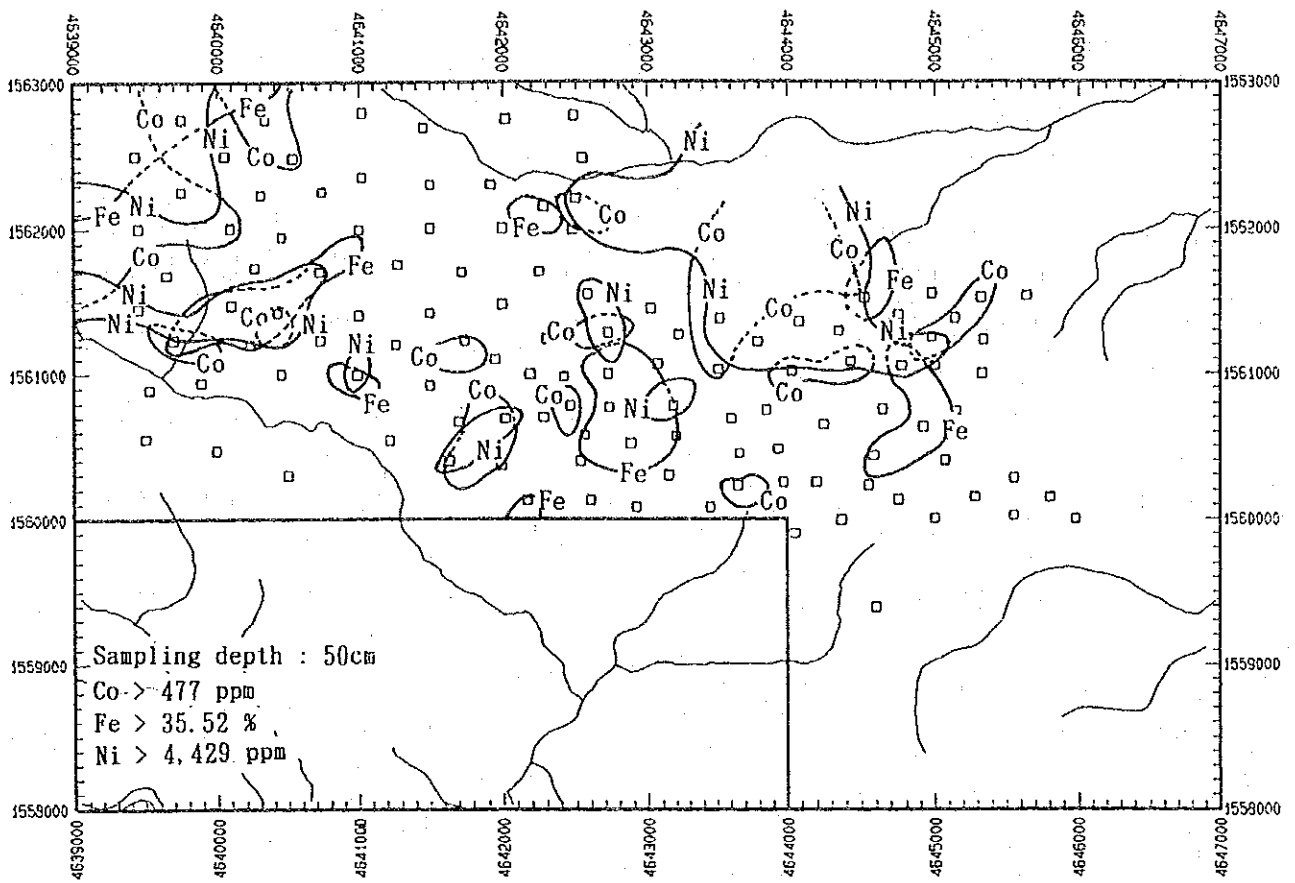 4639000 4640000 4641000 4642000 4643000 4644000 4645000 4646000 4647000
1563000 1563000
Co Fe
Ni Co Ni
Fe Ni Fe Co Ni
1562000 1562000
Co Fe Co Co Fe Co
Ni Ni Ni
Ni Co Ni Co Co Ni
Co Ni Co
1561000 1561000
Fe Co Co Co
Ni Ni Fe
Fe
Fe Co
1560000 1560000
1559000 1559000
Sampling depth : 50cm
Co > 477 ppm
Fe > 35.52 %
Ni > 4,429 ppm
1558000 1558000
4639000 4640000 4641000 4642000 4643000 4644000 4645000 4646000 4647000